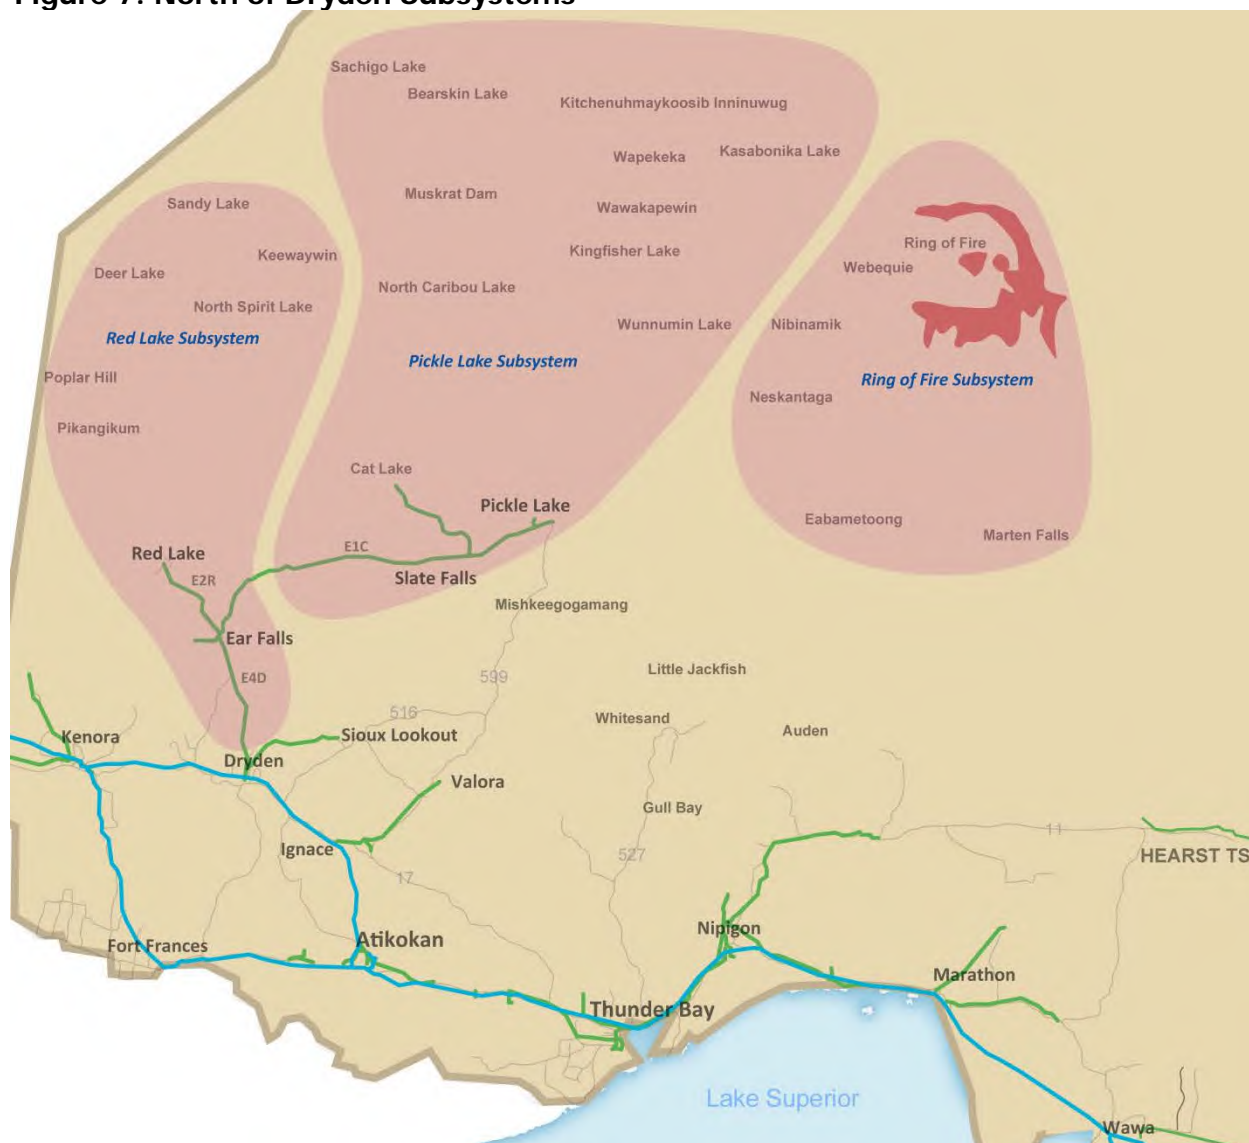 Figure 7: North of Dryden Subsystems
Sachigo Lake
Bearskin Lake
Kitchenuhmaykoosib Inninuwug
Wapekeka
Kasabonika Lake
Muskrat Dam
Sandy Lake
Wawakapewin
Ring of Fire
Keewaywin
Kingfisher Lake
Webequie
Deer Lake
North Caribou Lake
North Spirit Lake
Wunnumin Lake
Nibinamik
Red Lake Subsystem
Pickle Lake Subsystem
Ring of Fire Subsystem
Poplar Hill
Neskantaga
Pikangikum
Cat Lake
Pickle Lake
Eabametoong
Marten Falls
E1C
Red Lake
E2R
Slate Falls
Mishkeegogamang
Ear Falls
Little Jackfish
E4D
599
516
Whitesand
Auden
Kenora
Sioux Lookout
Dryden
Valora
Gull Bay
11
Ignace
527
HEARST TS
17
Nipigon
Atikokan
Fort Frances
Marathon
Thunder Bay
Lake Superior
Wawa